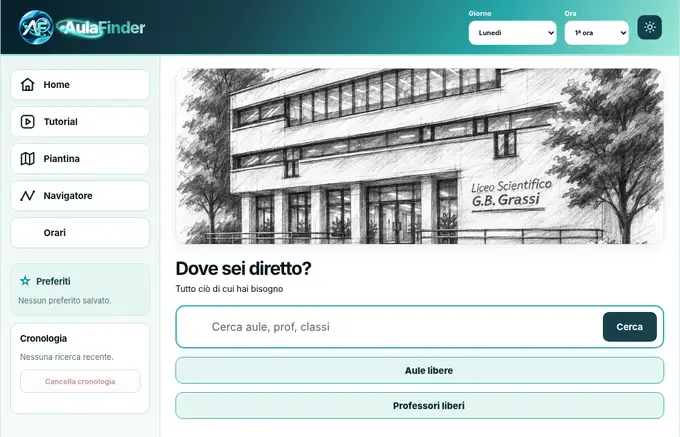 AF AulaFinder
Giorno
Ora
Lunedì
1ª ora
Home
Tutorial
Piantina
Navigatore
Orari
Preferiti
Nessun preferito salvato.
Cronologia
Nessuna ricerca recente.
Cancella cronologia
Liceo Scientifico
G.B. Grassi
Dove sei diretto?
Tutto ciò di cui hai bisogno
Cerca aule, prof, classi
Cerca
Aule libere
Professori liberi